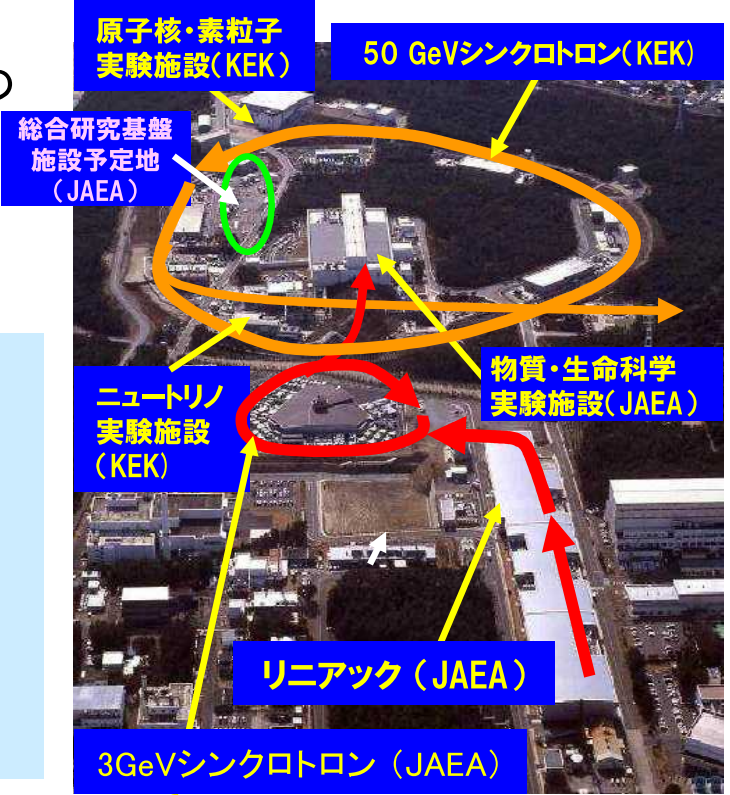 の
原子核・素粒子
実験施設(KEK)
50 GeVシンクロトロン(KEK)
総合研究基盤
施設予定地
(JAEA)
物質・生命科学
実験施設(JAEA)
ニュートリノ
実験施設
(KEK)
リニアック(JAEA)
3GeVシンクロトロン(JAEA)